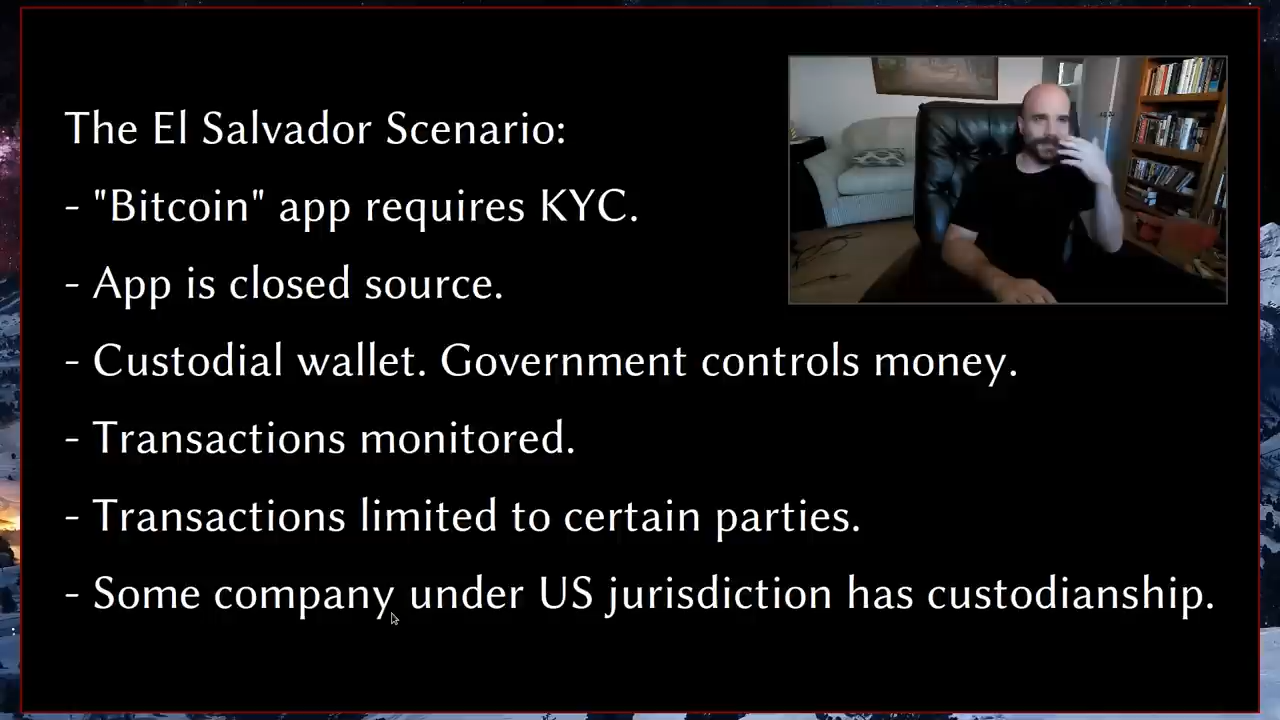 The El Salvador Scenario:
- "Bitcoin" app requires KYC.
- App is closed source.
- Custodial wallet. Government controls money.
- Transactions monitored.
- Transactions limited to certain parties.
- Some company under US jurisdiction has custodianship.